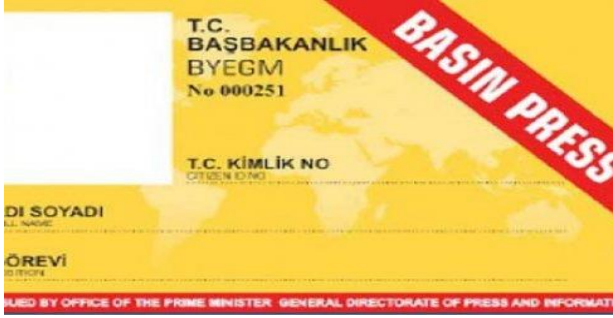 T.C.
BAŞBAKANLIK
BYEGM
No 000251
BASIN PRESS
T.C. KİMLİK NO
CITIZEN ID NO
DI SOYADI
LL NAME
ÖREVİ
SITION
SUED BY OFFICE OF THE PRIME MINISTER GENERAL DIRECTORATE OF PRESS AND INFORMAT